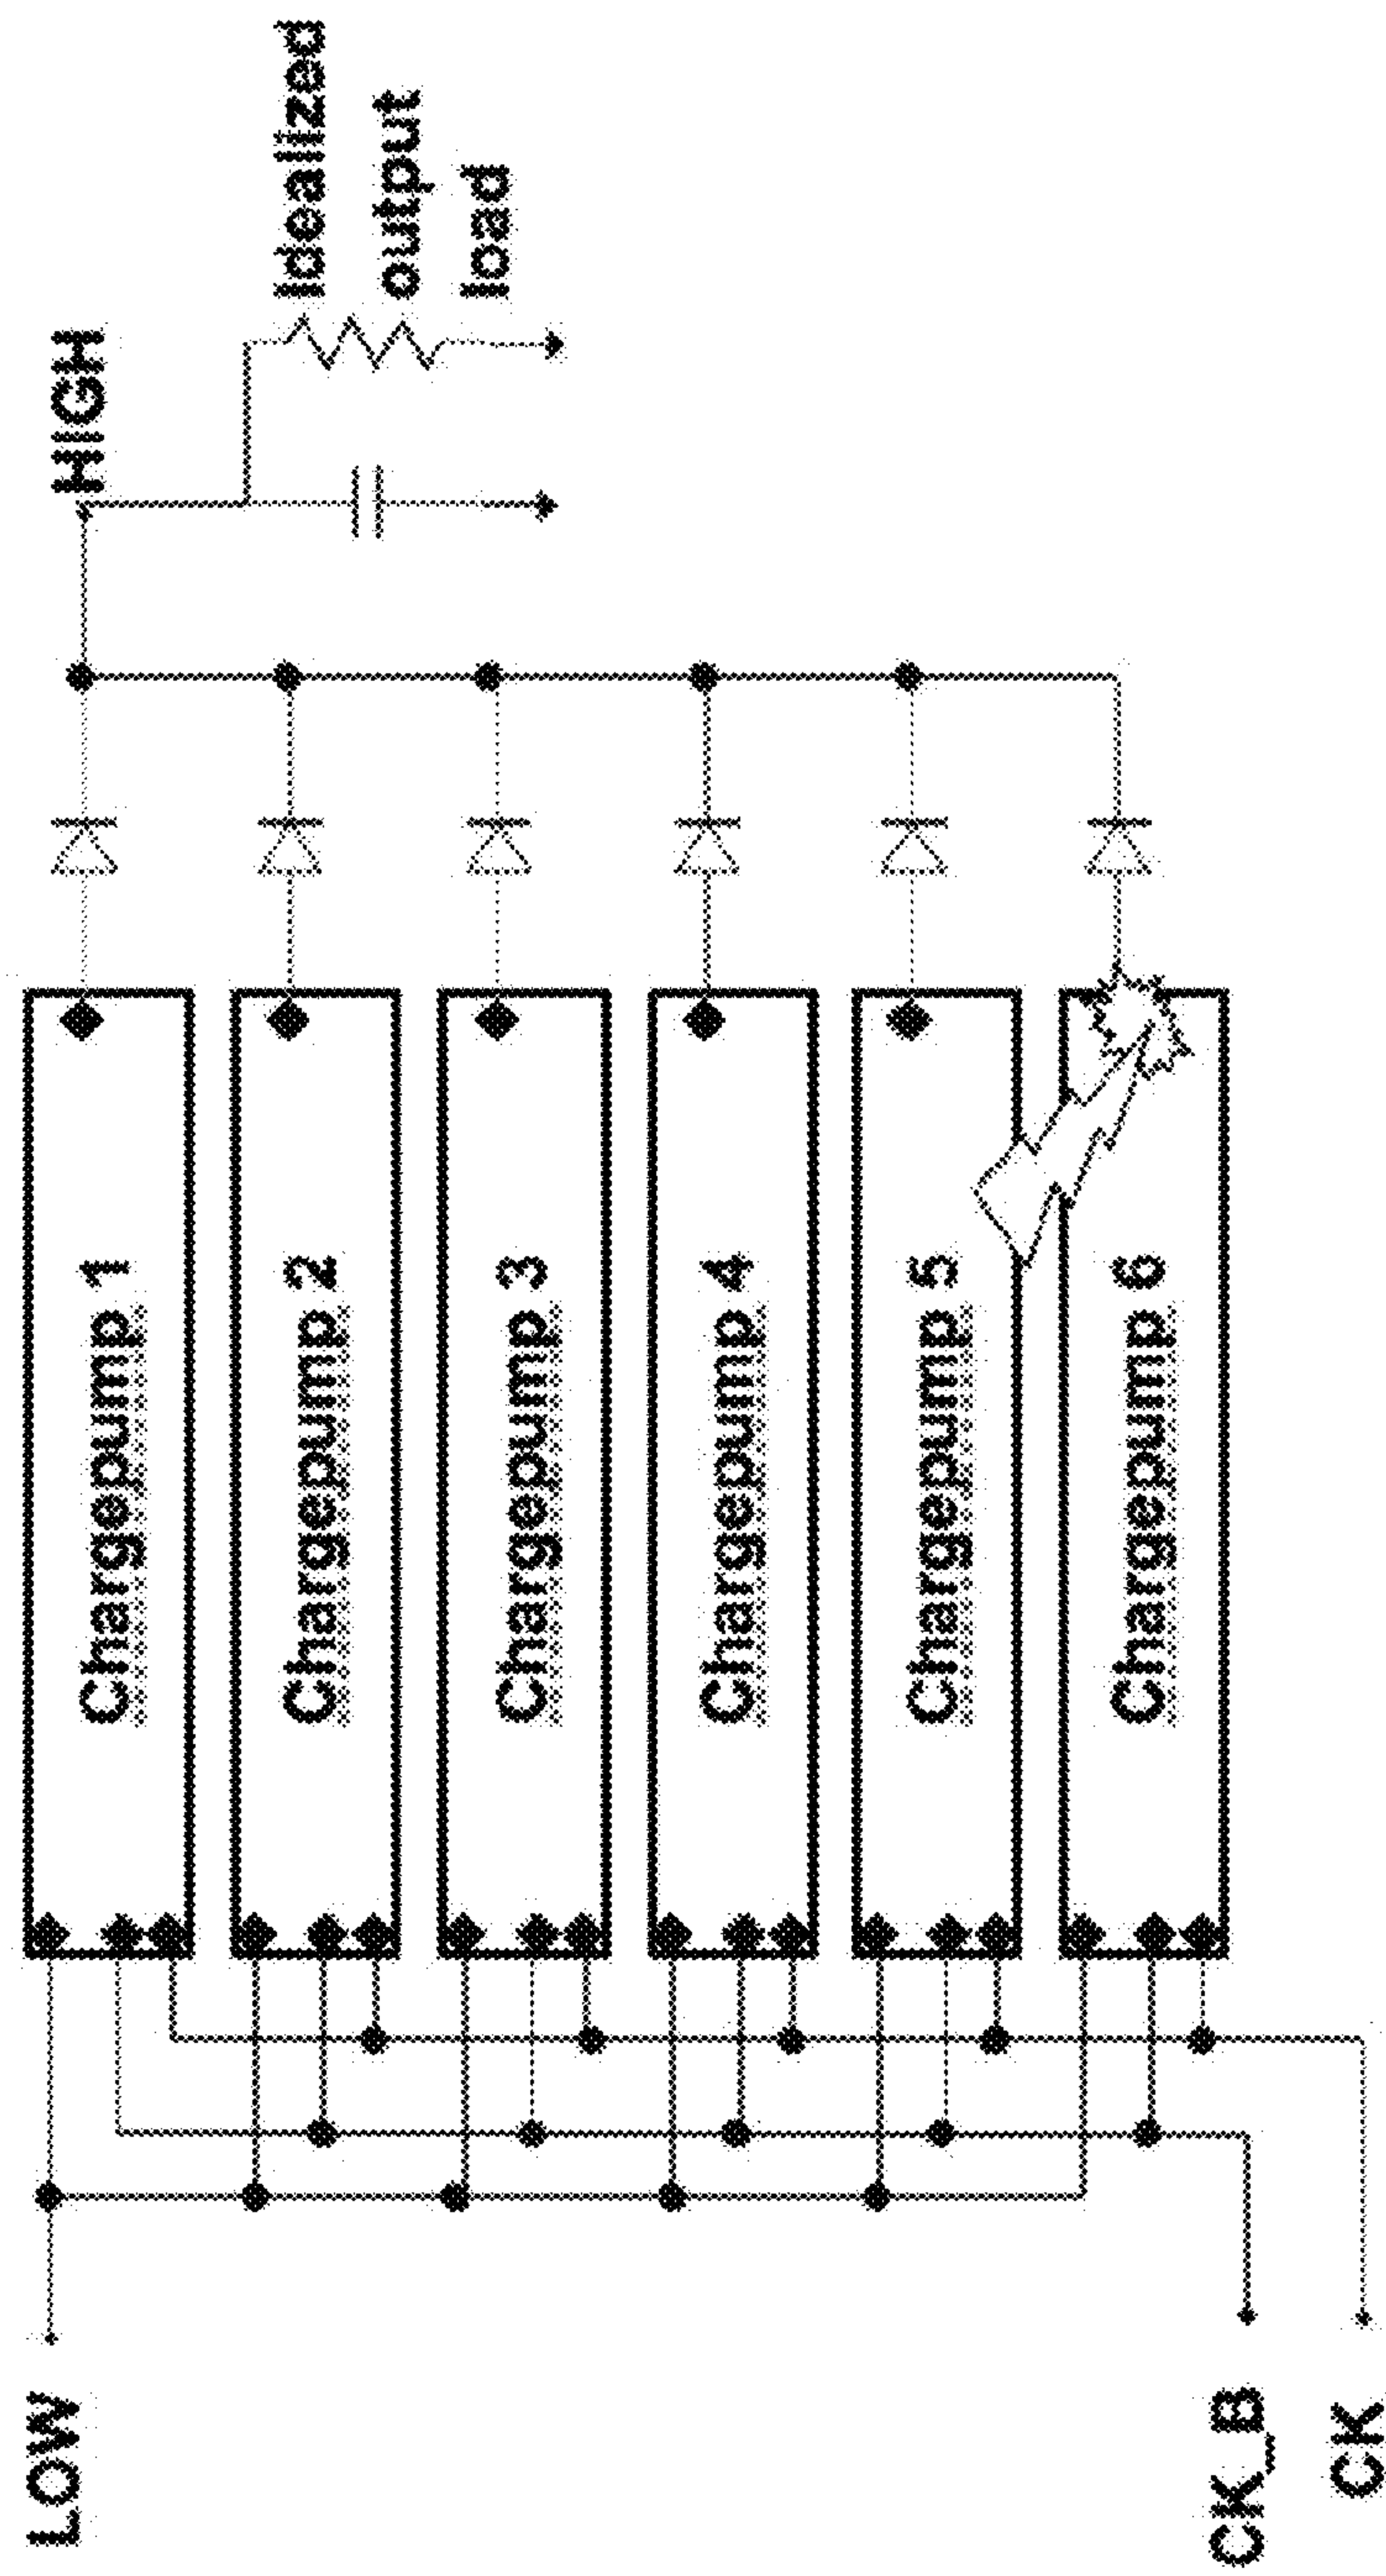 HIGH
Idealized
output
load
Chargepump 1
Chargepump 2
Chargepump 3
Chargepump 4
Chargepump 5
Chargepump 6
LOW
CK_B
CK